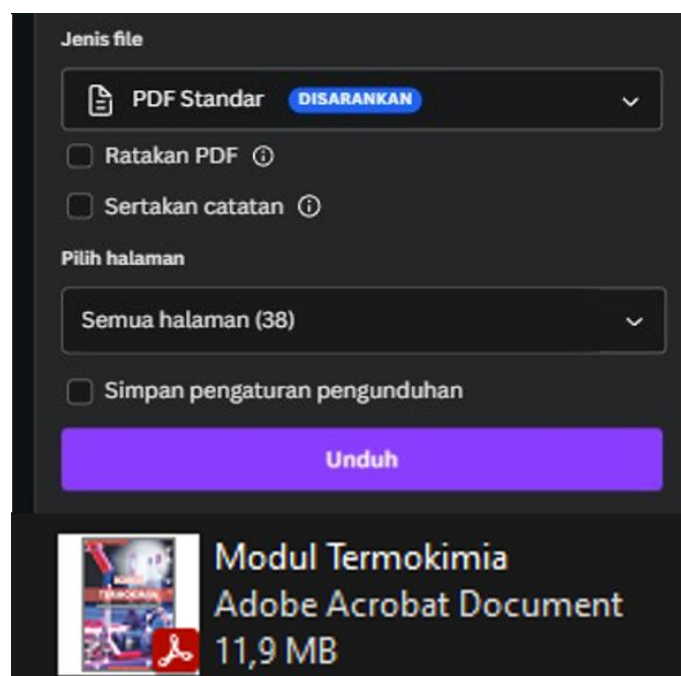 Jenis file
PDF Standar DISARANKAN
Ratakan PDF
Sertakan catatan
Pilih halaman
Semua halaman (38)
Simpan pengaturan pengunduhan
Unduh
TERMOKIMIA
Modul Termokimia
Adobe Acrobat Document
11,9 MB